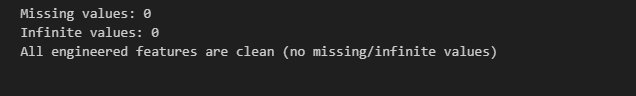 Missing values: 0
Infinite values: 0
All engineered features are clean (no missing/infinite values)